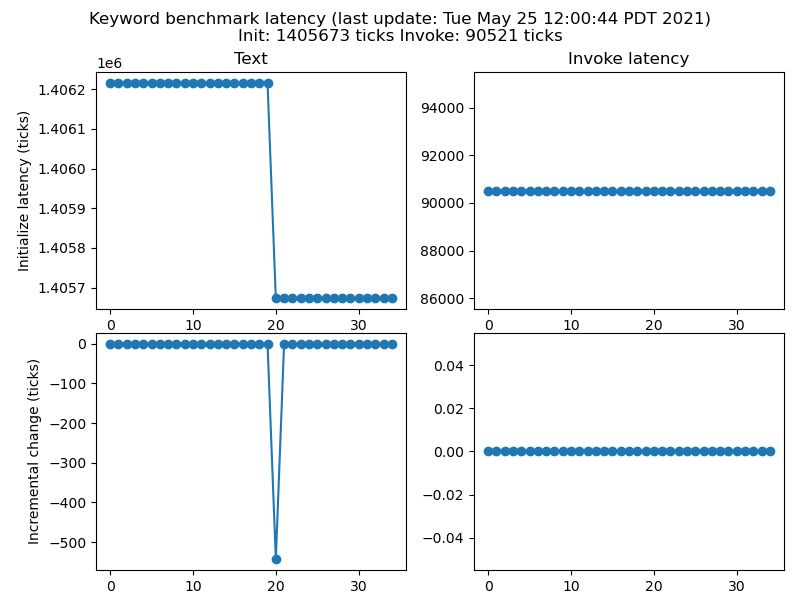 Keyword benchmark latency (last update: Tue May 25 12:00:44 PDT 2021)
Init: 1405673 ticks Invoke: 90521 ticks
Text
1e6
Initialize latency (ticks)
1.4062
1.4061
1.4060
1.4059
1.4058
1.4057
0 10 20 30
Invoke latency
94000
92000
90000
88000
86000
0 10 20 30
Incremental change (ticks)
0
−100
−200
−300
−400
−500
0 10 20 30
0.04
0.02
0.00
−0.02
−0.04
0 10 20 30